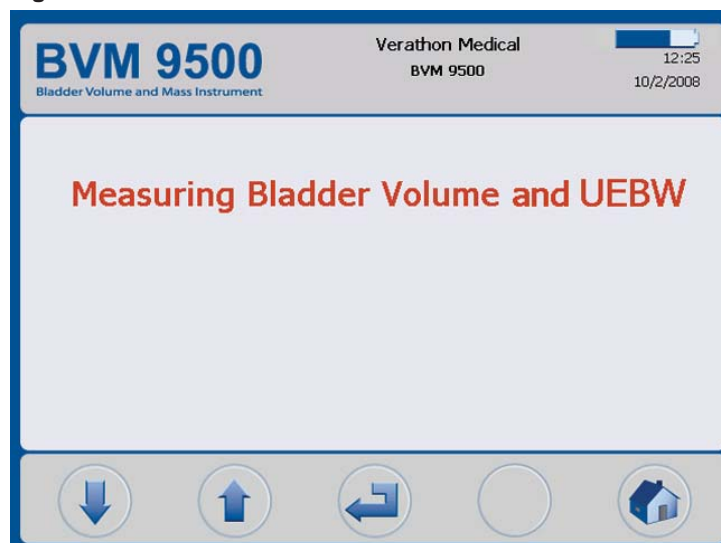 BVM 9500
Bladder Volume and Mass Instrument
Verathon Medical
BVM 9500
12:25
10/2/2008
Measuring Bladder Volume and UEBW